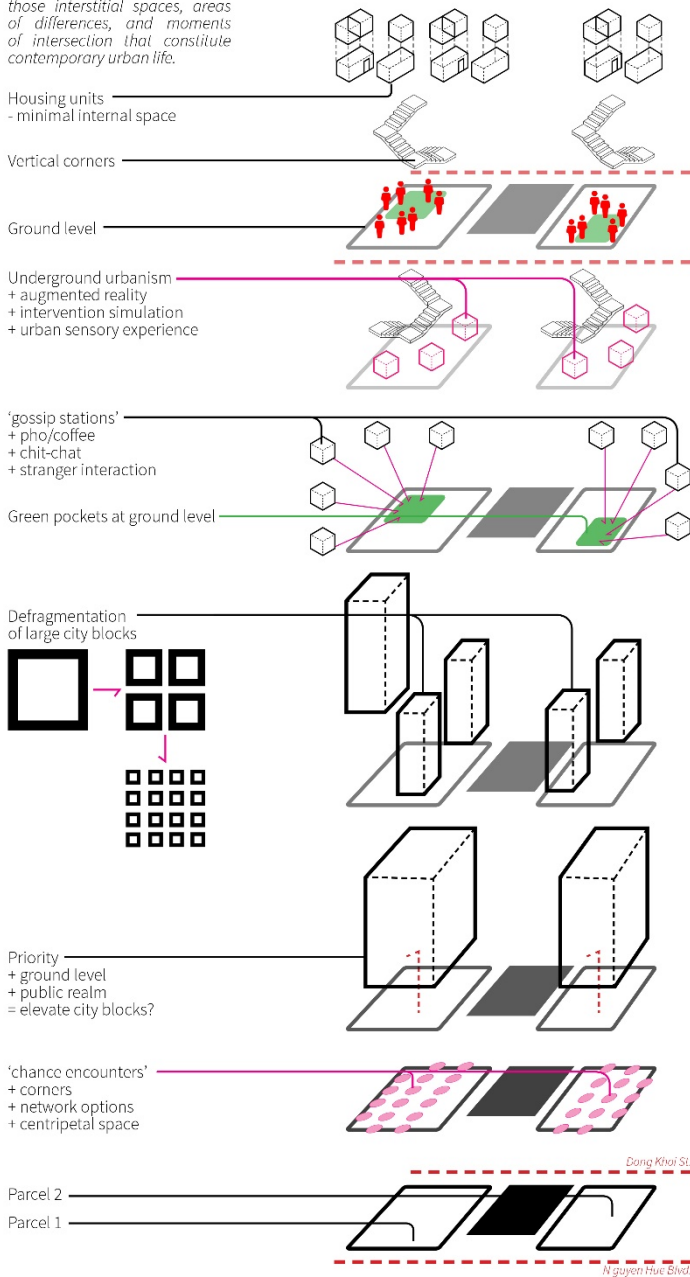 those interstitial spaces, areas
of differences, and moments
of intersection that constitute
contemporary urban life.
Housing units
- minimal internal space
Vertical corners
Ground level
Underground urbanism
+ augmented reality
+ intervention simulation
+ urban sensory experience
‘gossip stations’
+ pho/coffee
+ chit-chat
+ stranger interaction
Green pockets at ground level
Defragmentation
of large city blocks
Priority
+ ground level
+ public realm
= elevate city blocks?
‘chance encounters’
+ corners
+ network options
+ centripetal space
Dong Khoi St.
Parcel 2
Parcel 1
Nguyen Hue Blvd.